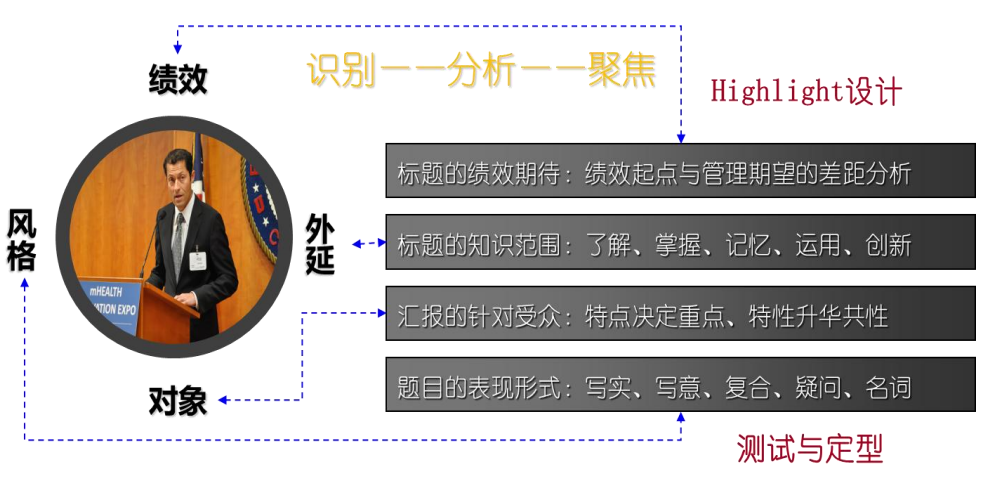 绩效
识别——分析——聚焦
Highlight设计
标题的绩效期待：绩效起点与管理期望的差距分析
风格
外延
标题的知识范围：了解、掌握、记忆、运用、创新
mHEALTH
VATION EXPO
汇报的针对受众：特点决定重点、特性升华共性
对象
题目的表现形式：写实、写意、复合、疑问、名词
测试与定型